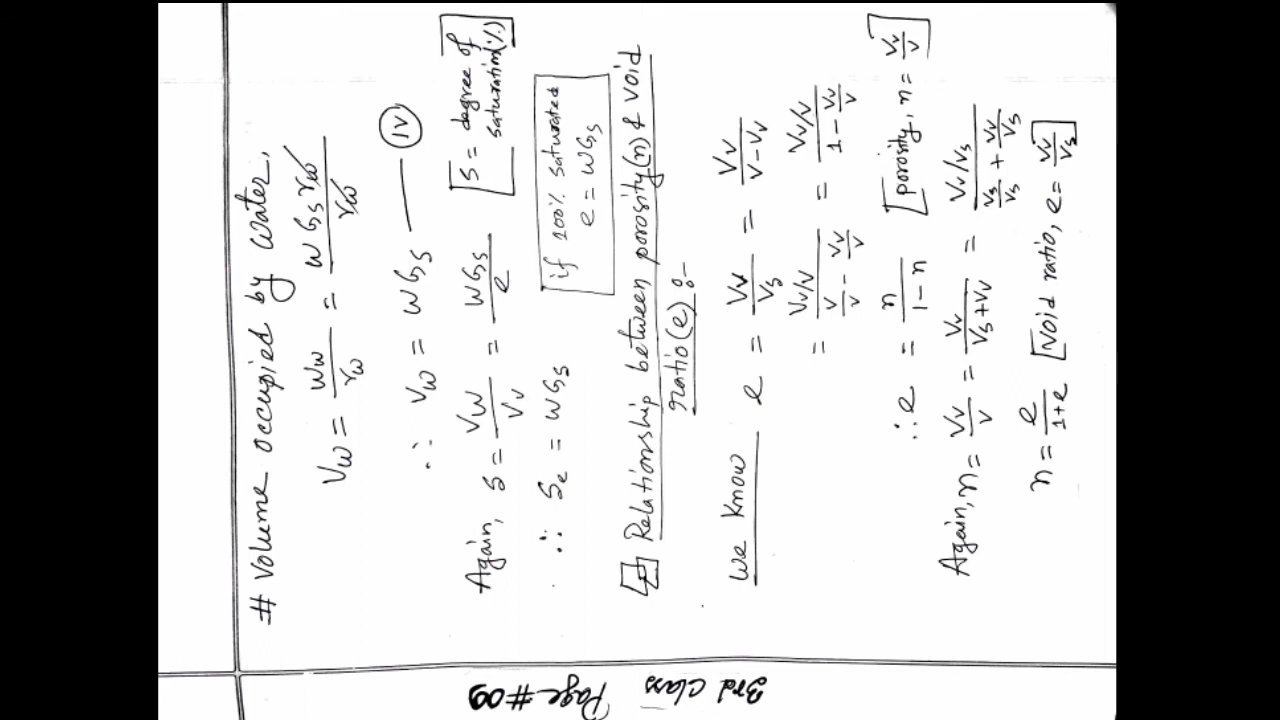 3rd Class Page #09
# Volume occupied by Water,
Vw = Ww/γw = wGsγw/γw
∴ Vw = wGs —— (iv)
Again, S = Vw/Vv = wGs/e [S = degree of saturation(%)]
∴ Se = wGs
if 100% saturated
e = wGs
Relationship between porosity(n) & void
ratio(e) :-
We know e = Vv/Vs = Vv/(V-Vv)
= (Vv/V)/(V/V - Vv/V) = (Vv/V)/(1 - Vv/V)
∴ e = n/(1-n) [porosity, n = Vv/V]
Again, n = Vv/V = Vv/(Vs+Vv) = (Vv/Vs)/(Vs/Vs + Vv/Vs)
n = e/(1+e) [Void ratio, e = Vv/Vs]